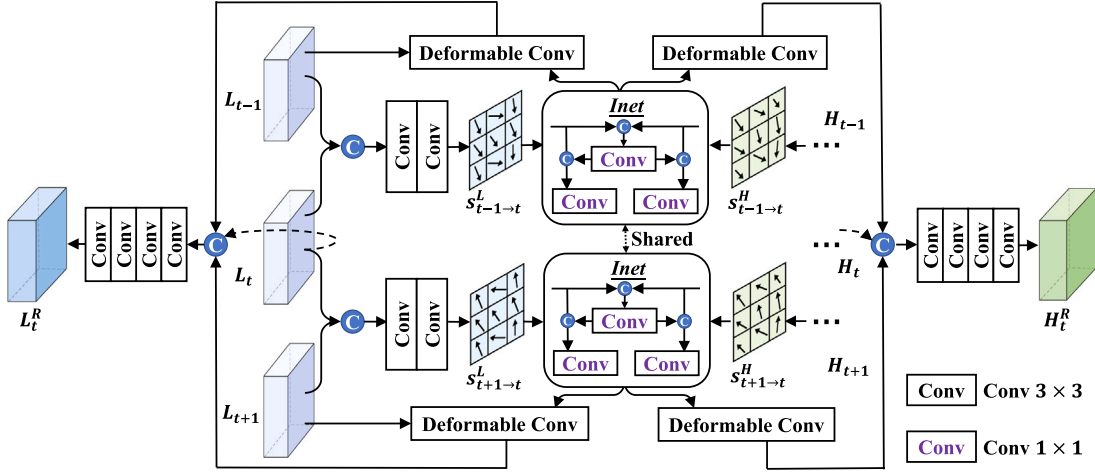 Deformable Conv
Deformable Conv
L_{t-1}
C
Conv
Conv
s^L_{t-1→t}
Inet
C
C
Conv
C
Conv
Conv
s^H_{t-1→t}
H_{t-1}
...
L^R_t
Conv
Conv
Conv
Conv
C
L_t
Shared
...
H_t
C
Conv
Conv
Conv
Conv
H^R_t
C
Conv
Conv
s^L_{t+1→t}
Inet
C
C
Conv
C
Conv
Conv
s^H_{t+1→t}
...
H_{t+1}
L_{t+1}
Deformable Conv
Deformable Conv
Conv Conv 3 × 3
Conv Conv 1 × 1